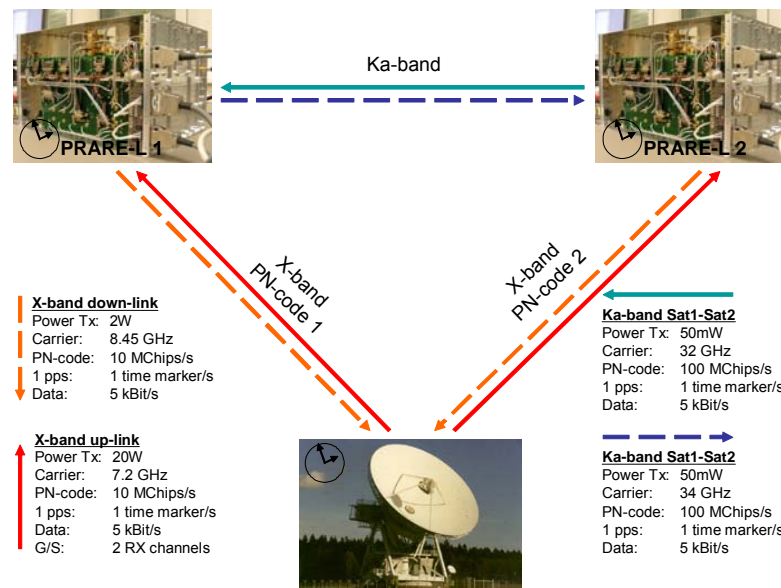 Ka-band
PRARE-L 1
PRARE-L 2
X-band
PN-code 1
X-band
PN-code 2
X-band down-link
Power Tx: 2W
Carrier: 8.45 GHz
PN-code: 10 MChips/s
1 pps: 1 time marker/s
Data: 5 kBit/s
X-band up-link
Power Tx: 20W
Carrier: 7.2 GHz
PN-code: 10 MChips/s
1 pps: 1 time marker/s
Data: 5 kBit/s
G/S: 2 RX channels
Ka-band Sat1-Sat2
Power Tx: 50mW
Carrier: 32 GHz
PN-code: 100 MChips/s
1 pps: 1 time marker/s
Data: 5 kBit/s
Ka-band Sat1-Sat2
Power Tx: 50mW
Carrier: 34 GHz
PN-code: 100 MChips/s
1 pps: 1 time marker/s
Data: 5 kBit/s